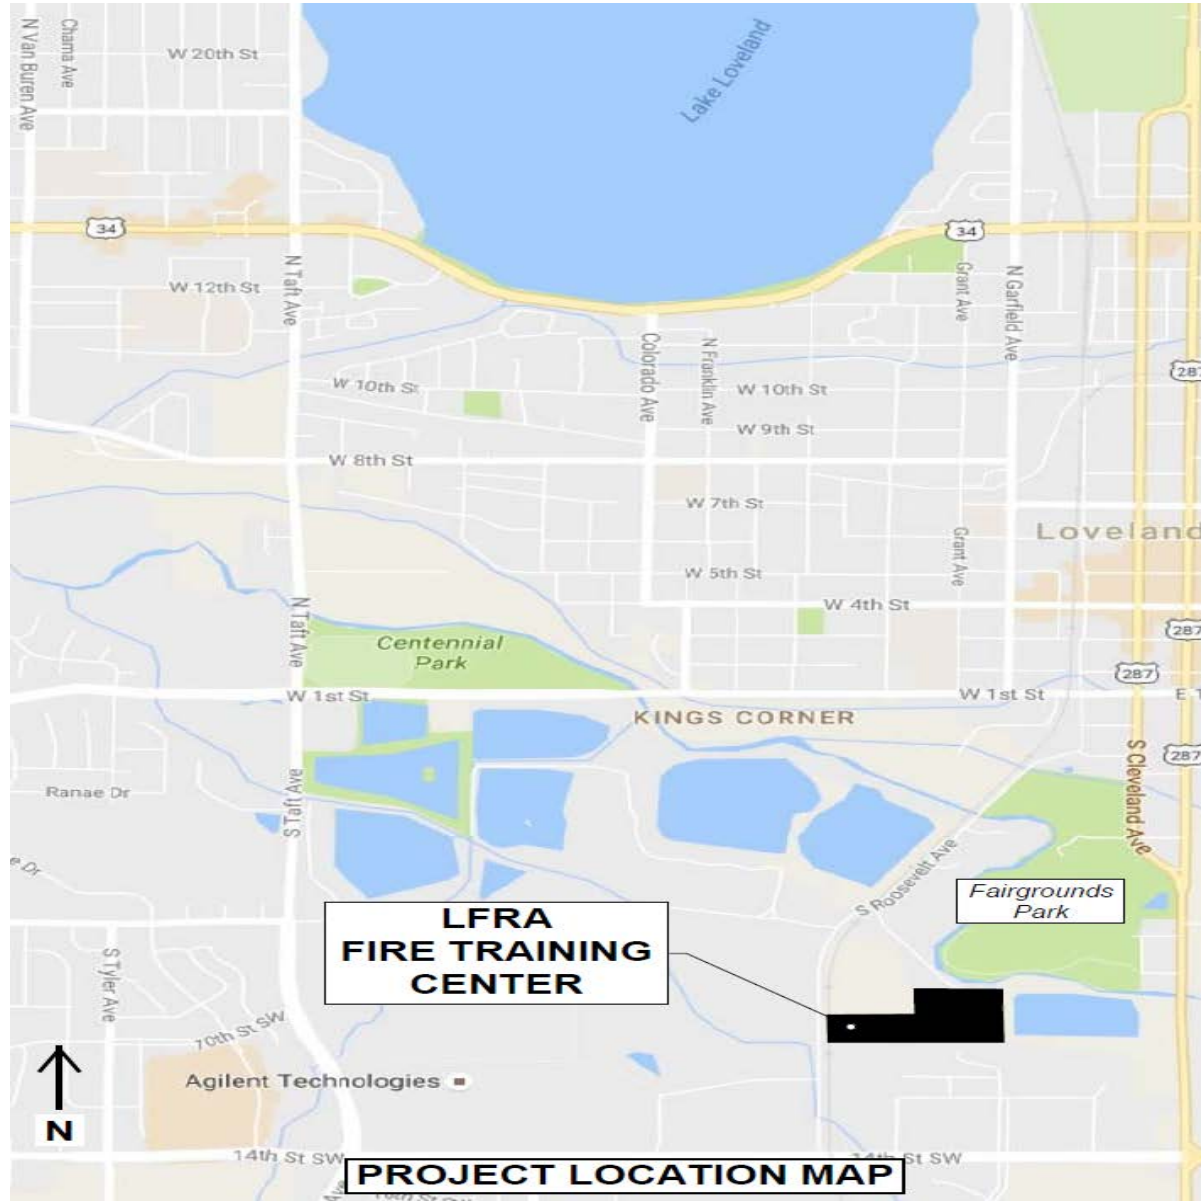 N Van Buren Ave
Chama Ave
W 20th St
Lake Loveland
34
34
W 12th St
N Taft Ave
Grant Ave
N Garfield Ave
Colorado Ave
N Franklin Ave
287
W 10th St
W 10th St
W 9th St
W 8th St
W 7th St
Loveland
Grant Ave
W 5th St
W 4th St
N Taft Ave
Centennial
Park
287
287
W 1st St
W 1st St
E 1
KINGS CORNER
287
S Cleveland Ave
Ranae Dr
S Taft Ave
e Dr
S Roosevelt Ave
Fairgrounds
Park
LFRA
FIRE TRAINING
CENTER
S Tyler Ave
10th St SW
Agilent Technologies
N
14th St SW
14th St SW
PROJECT LOCATION MAP
Ave